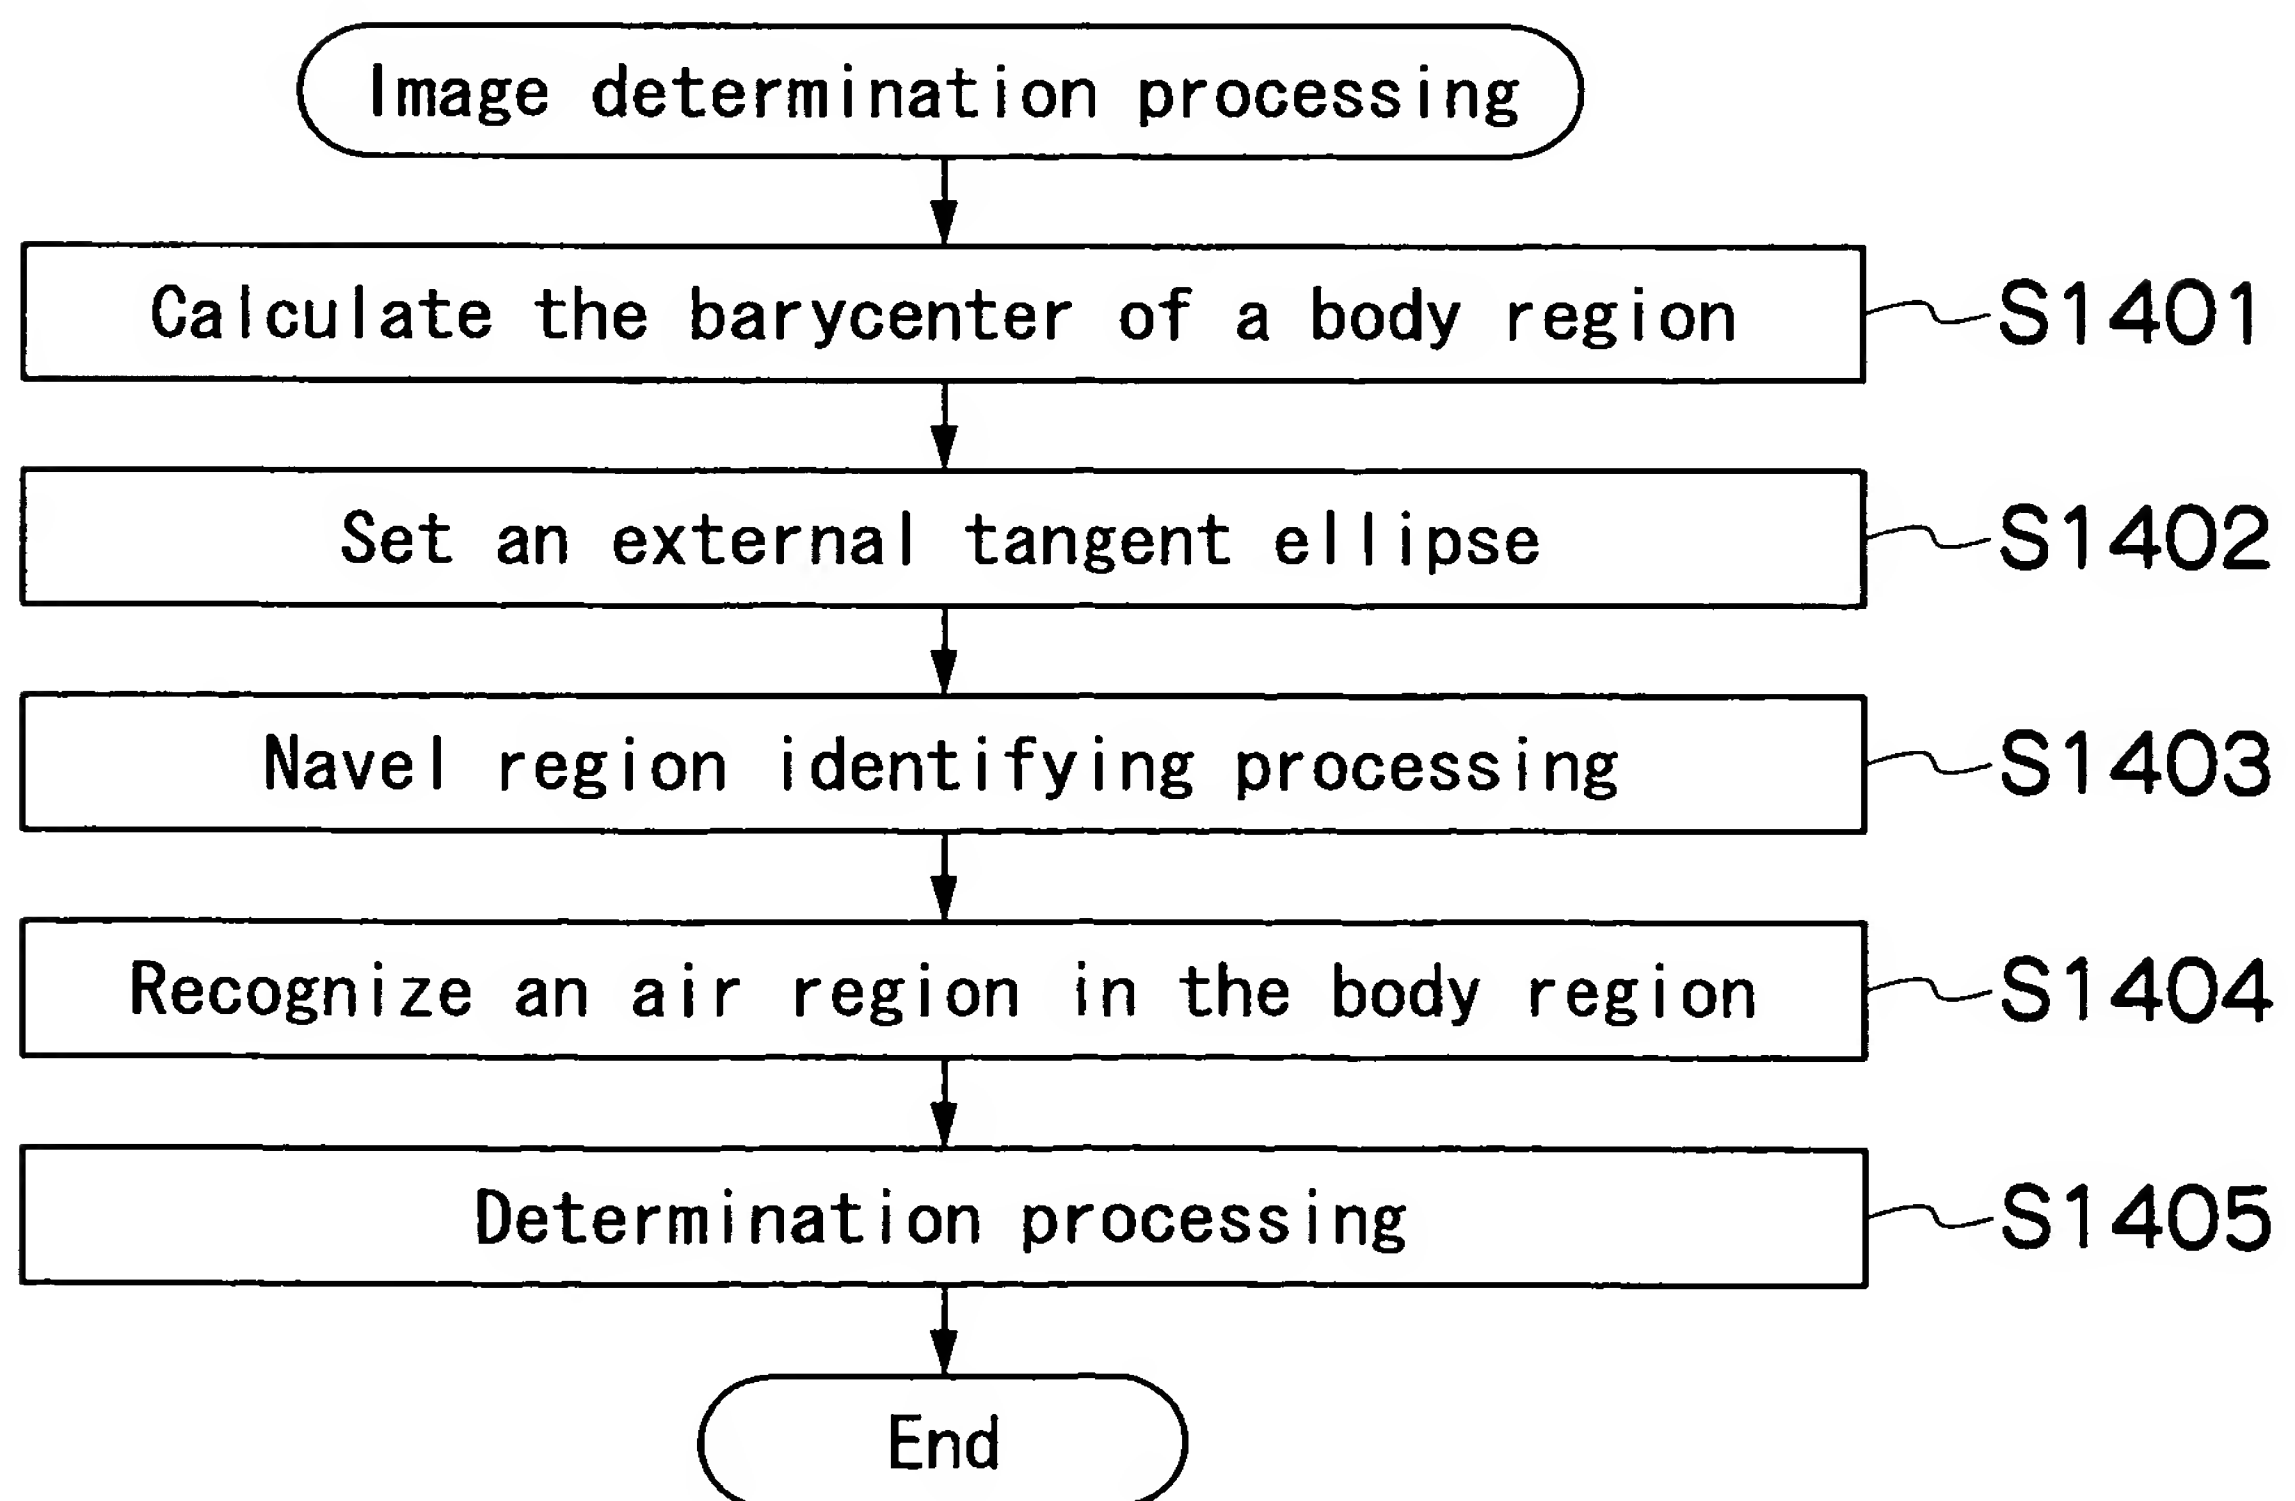 Image determination processing
Calculate the barycenter of a body region S1401
Set an external tangent ellipse S1402
Navel region identifying processing S1403
Recognize an air region in the body region S1404
Determination processing S1405
End